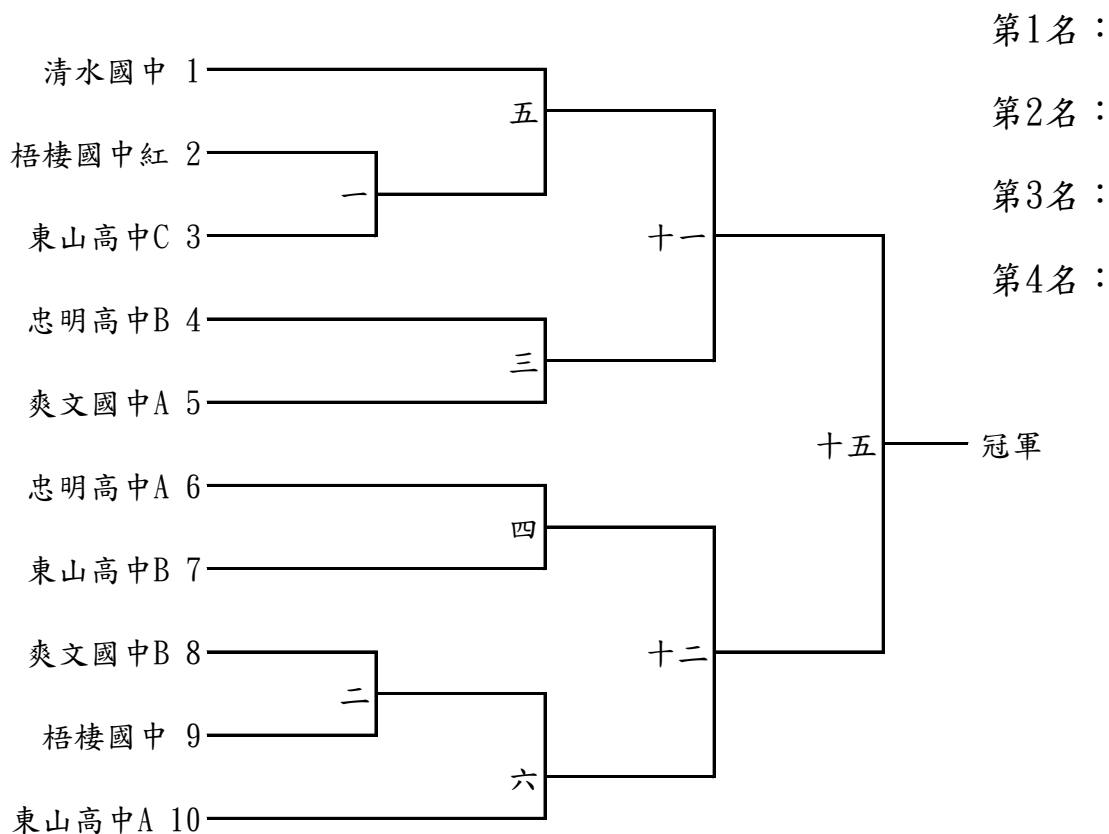 第1名：
清水國中 1
五
第2名：
梧棲國中紅 2
一
第3名：
東山高中C 3
十一
第4名：
忠明高中B 4
三
爽文國中A 5
十五
冠軍
忠明高中A 6
四
東山高中B 7
爽文國中B 8
十二
二
梧棲國中 9
六
東山高中A 10